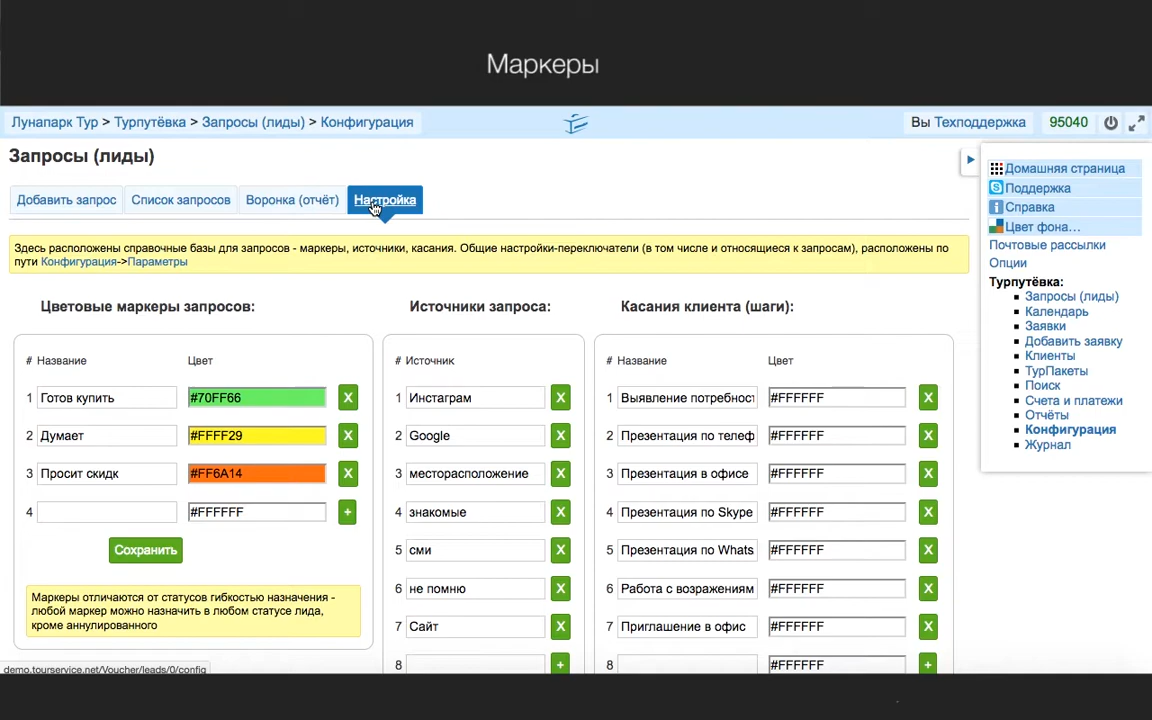 Маркеры
Лунапарк Тур > Турпутёвка > Запросы (лиды) > Конфигурация
Вы Техподдержка
95040
Запросы (лиды)
Добавить запрос
Список запросов
Воронка (отчёт)
Настройка
Здесь расположены справочные базы для запросов - маркеры, источники, касания. Общие настройки-переключатели (в том числе и относящиеся к запросам), расположены по
пути Конфигурация->Параметры
Цветовые маркеры запросов:
# Название Цвет
1 Готов купить #70FF66 X
2 Думает #FFFF29 X
3 Просит скидк #FF6A14 X
4 #FFFFFF +
Сохранить
Маркеры отличаются от статусов гибкостью назначения -
любой маркер можно назначить в любом статусе лида,
кроме аннулированного
Источники запроса:
# Источник
1 Инстаграм X
2 Google X
3 месторасположение X
4 знакомые X
5 сми X
6 не помню X
7 Сайт X
8 +
Касания клиента (шаги):
# Название Цвет
1 Выявление потребност #FFFFFF X
2 Презентация по телеф #FFFFFF X
3 Презентация в офисе #FFFFFF X
4 Презентация по Skype #FFFFFF X
5 Презентация по Whats #FFFFFF X
6 Работа с возражениям #FFFFFF X
7 Приглашение в офис #FFFFFF X
8 #FFFFFF +
Домашняя страница
Поддержка
Справка
Цвет фона...
Почтовые рассылки
Опции
Турпутёвка:
Запросы (лиды)
Календарь
Заявки
Добавить заявку
Клиенты
ТурПакеты
Поиск
Счета и платежи
Отчёты
Конфигурация
Журнал
demo.tourservice.net/Voucher/leads/0/config